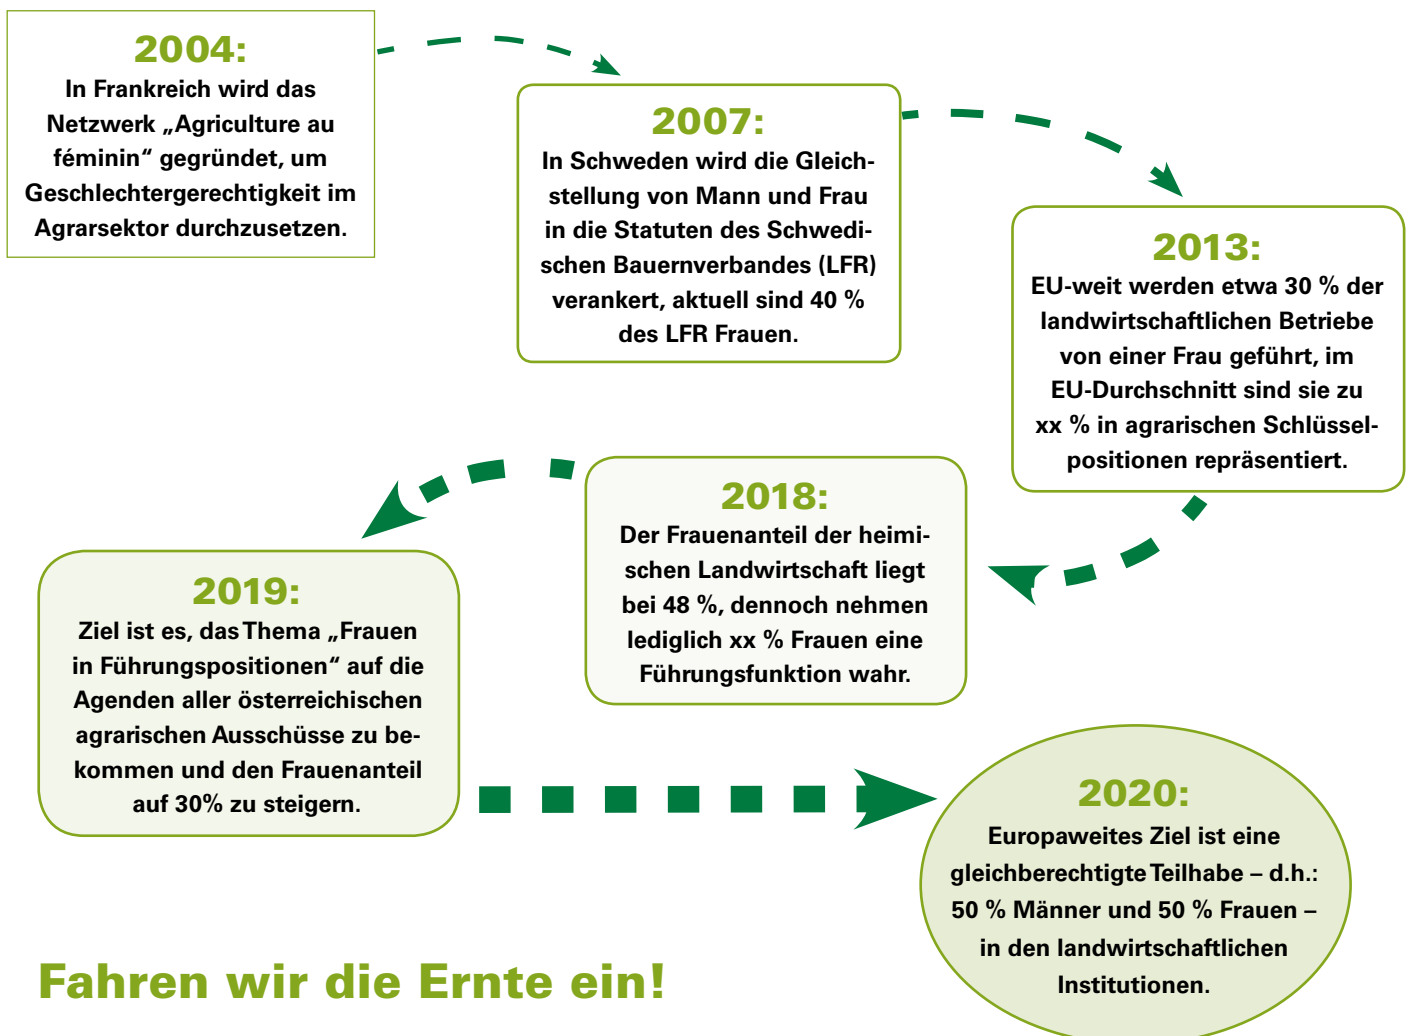 2004:
In Frankreich wird das
Netzwerk „Agriculture au
féminin“ gegründet, um
Geschlechtergerechtigkeit im
Agrarsektor durchzusetzen.
2007:
In Schweden wird die Gleich-
stellung von Mann und Frau
in die Statuten des Schwedi-
schen Bauernverbandes (LFR)
verankert, aktuell sind 40 %
des LFR Frauen.
2013:
EU-weit werden etwa 30 % der
landwirtschaftlichen Betriebe
von einer Frau geführt, im
EU-Durchschnitt sind sie zu
xx % in agrarischen Schlüssel-
positionen repräsentiert.
2018:
Der Frauenanteil der heimi-
schen Landwirtschaft liegt
bei 48 %, dennoch nehmen
lediglich xx % Frauen eine
Führungsfunktion wahr.
2019:
Ziel ist es, das Thema „Frauen
in Führungspositionen“ auf die
Agenden aller österreichischen
agrarischen Ausschüsse zu be-
kommen und den Frauenanteil
auf 30% zu steigern.
2020:
Europaweites Ziel ist eine
gleichberechtigte Teilhabe – d.h.:
50 % Männer und 50 % Frauen –
in den landwirtschaftlichen
Institutionen.
Fahren wir die Ernte ein!